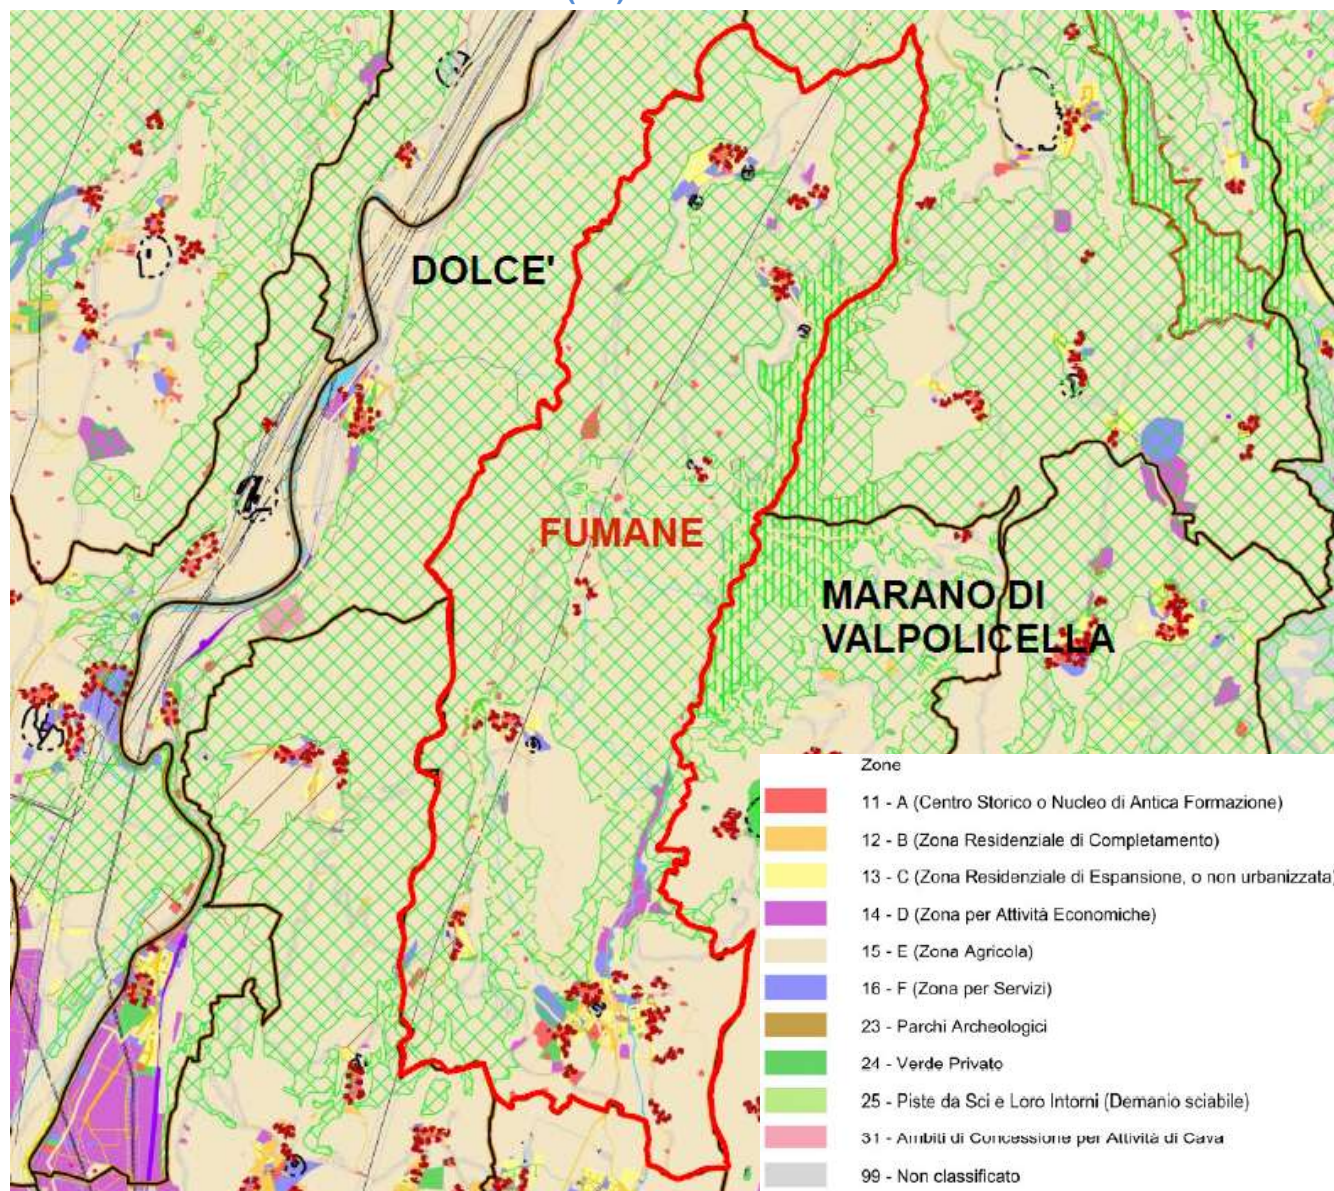 DOLCE'
FUMANE
MARANO DI
VALPOLICELLA
Zone
11 - A (Centro Storico o Nucleo di Antica Formazione)
12 - B (Zona Residenziale di Completamento)
13 - C (Zona Residenziale di Espansione, o non urbanizzata)
14 - D (Zona per Attività Economiche)
15 - E (Zona Agricola)
16 - F (Zona per Servizi)
23 - Parchi Archeologici
24 - Verde Privato
25 - Piste da Sci e Loro Intorni (Demanio sciabile)
31 - Ambiti di Concessione per Attività di Cava
99 - Non classificato